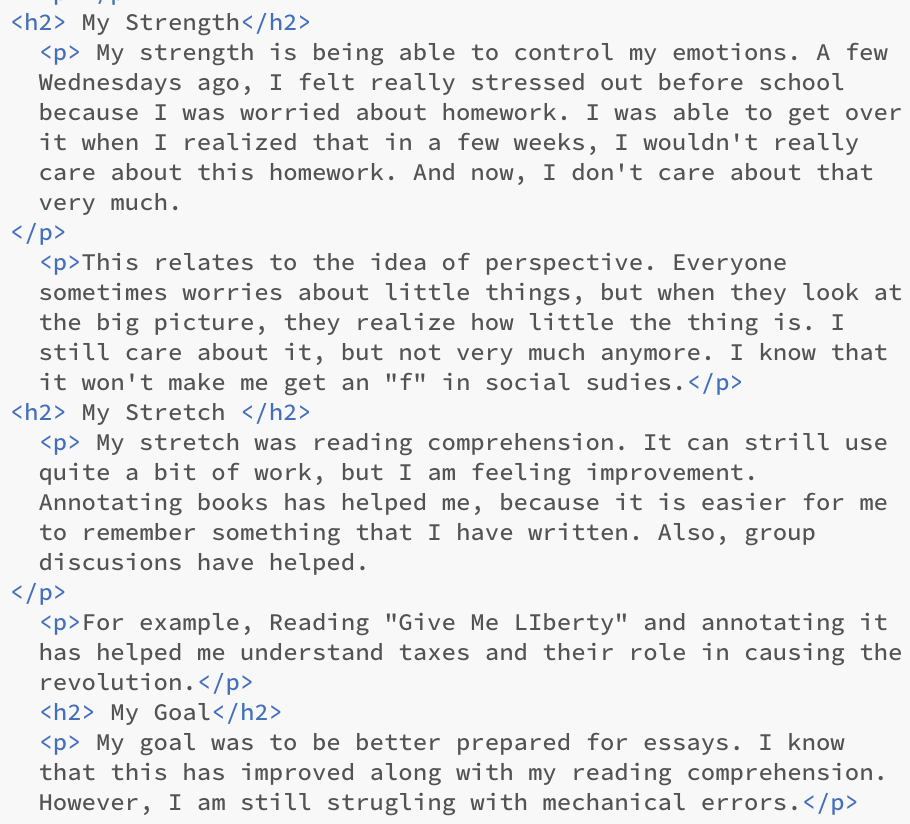 <h2> My Strength</h2>
<p> My strength is being able to control my emotions. A few
Wednesdays ago, I felt really stressed out before school
because I was worried about homework. I was able to get over
it when I realized that in a few weeks, I wouldn't really
care about this homework. And now, I don't care about that
very much.
</p>
<p>This relates to the idea of perspective. Everyone
sometimes worries about little things, but when they look at
the big picture, they realize how little the thing is. I
still care about it, but not very much anymore. I know that
it won't make me get an "f" in social sudies.</p>
<h2> My Stretch </h2>
<p> My stretch was reading comprehension. It can strill use
quite a bit of work, but I am feeling improvement.
Annotating books has helped me, because it is easier for me
to remember something that I have written. Also, group
discusions have helped.
</p>
<p>For example, Reading "Give Me LIberty" and annotating it
has helped me understand taxes and their role in causing the
revolution.</p>
<h2> My Goal</h2>
<p> My goal was to be better prepared for essays. I know
that this has improved along with my reading comprehension.
However, I am still strugling with mechanical errors.</p>